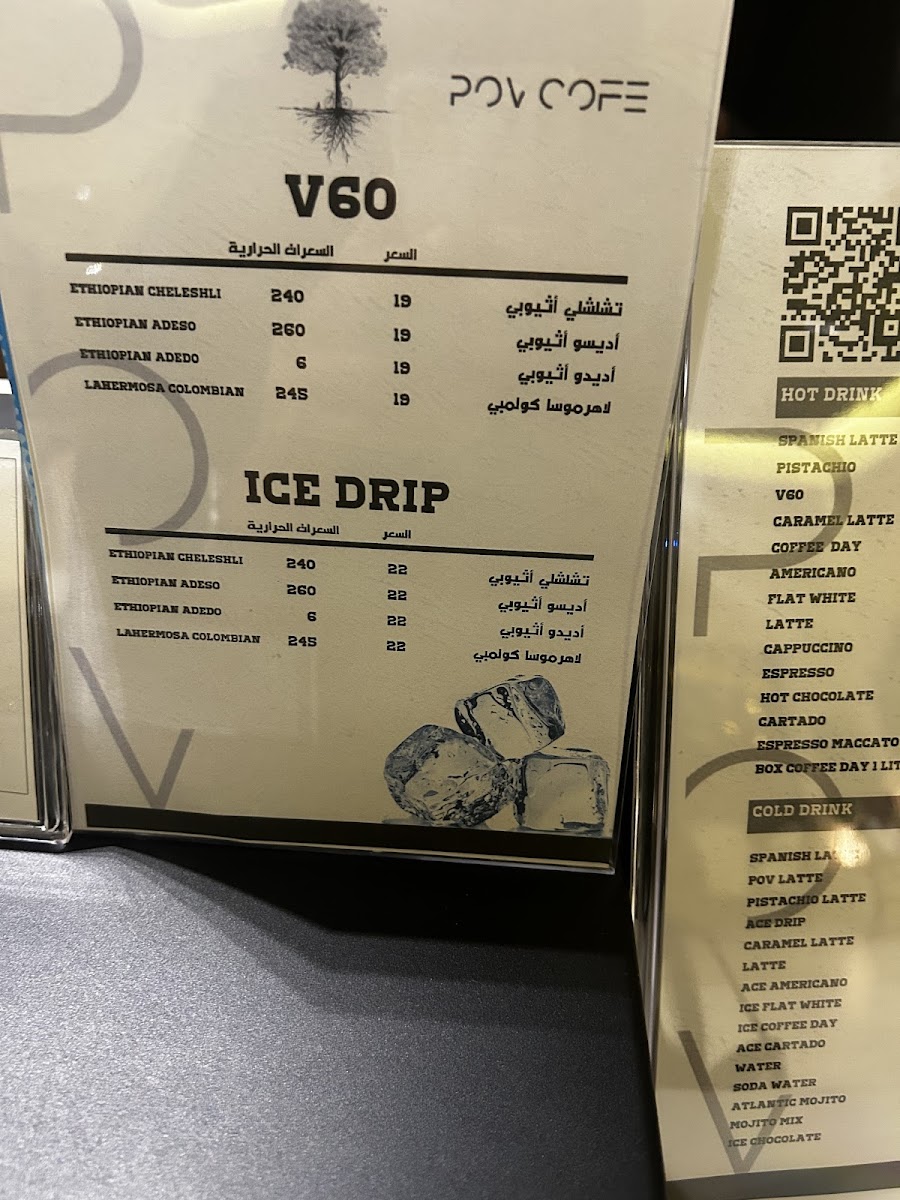 POV COFE
V60
السعرات الحرارية السعر
ETHIOPIAN CHELESHLI 240 19 تشلشلي أثيوبي
ETHIOPIAN ADESO 260 19 أديسو أثيوبي
ETHIOPIAN ADEDO 6 19 أديدو أثيوبي
LAHERMOSA COLOMBIAN 245 19 لاهرموسا كولمبي
ICE DRIP
السعرات الحرارية السعر
ETHIOPIAN CHELESHLI 240 22 تشلشلي أثيوبي
ETHIOPIAN ADESO 260 22 أديسو أثيوبي
ETHIOPIAN ADEDO 6 22 أديدو أثيوبي
LAHERMOSA COLOMBIAN 245 22 لاهرموسا كولمبي
HOT DRINK
SPANISH LATTE
PISTACHIO
V60
CARAMEL LATTE
COFFEE DAY
AMERICANO
FLAT WHITE
LATTE
CAPPUCCINO
ESPRESSO
HOT CHOCOLATE
CARTADO
ESPRESSO MACCATO
BOX COFFEE DAY 1 LIT
COLD DRINK
SPANISH
POV LATTE
PISTACHIO LATTE
ACE DRIP
CARAMEL LATTE
LATTE
ACE AMERICANO
ICE FLAT WHITE
ICE COFFEE DAY
ACE CARTADO
WATER
SODA WATER
ATLANTIC MOJITO
MOJITO MIX
ICE CHOCOLATE